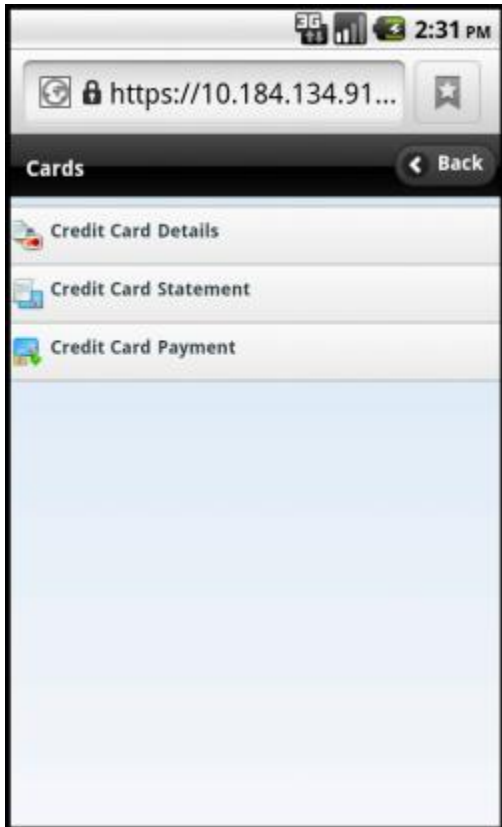 3G 2:31 PM
https://10.184.134.91...
Cards Back
Credit Card Details
Credit Card Statement
Credit Card Payment